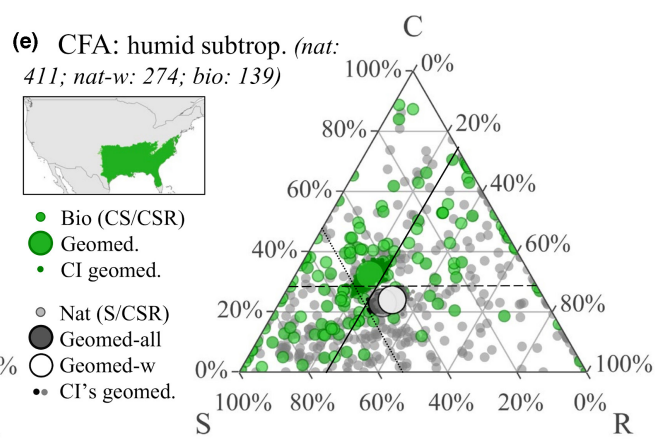 (e) CFA: humid subtrop. (nat:
411; nat-w: 274; bio: 139)
Bio (CS/CSR)
Geomed.
CI geomed.
Nat (S/CSR)
Geomed-all
Geomed-w
CI's geomed.
%
C
100% 0%
80% 20%
60% 40%
40% 60%
20% 80%
0% 100%
100% 80% 60% 40% 20% 0%
S R